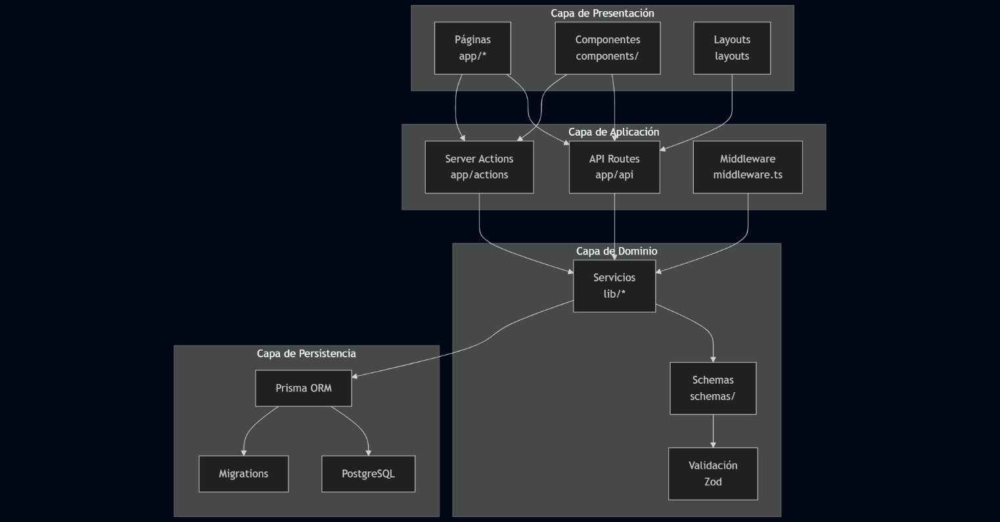 Capa de Presentación
Páginas
app/*
Componentes
components/
Layouts
layouts
Capa de Aplicación
Server Actions
app/actions
API Routes
app/api
Middleware
middleware.ts
Capa de Dominio
Servicios
lib/*
Capa de Persistencia
Prisma ORM
Schemas
schemas/
Migrations
PostgreSQL
Validación
Zod